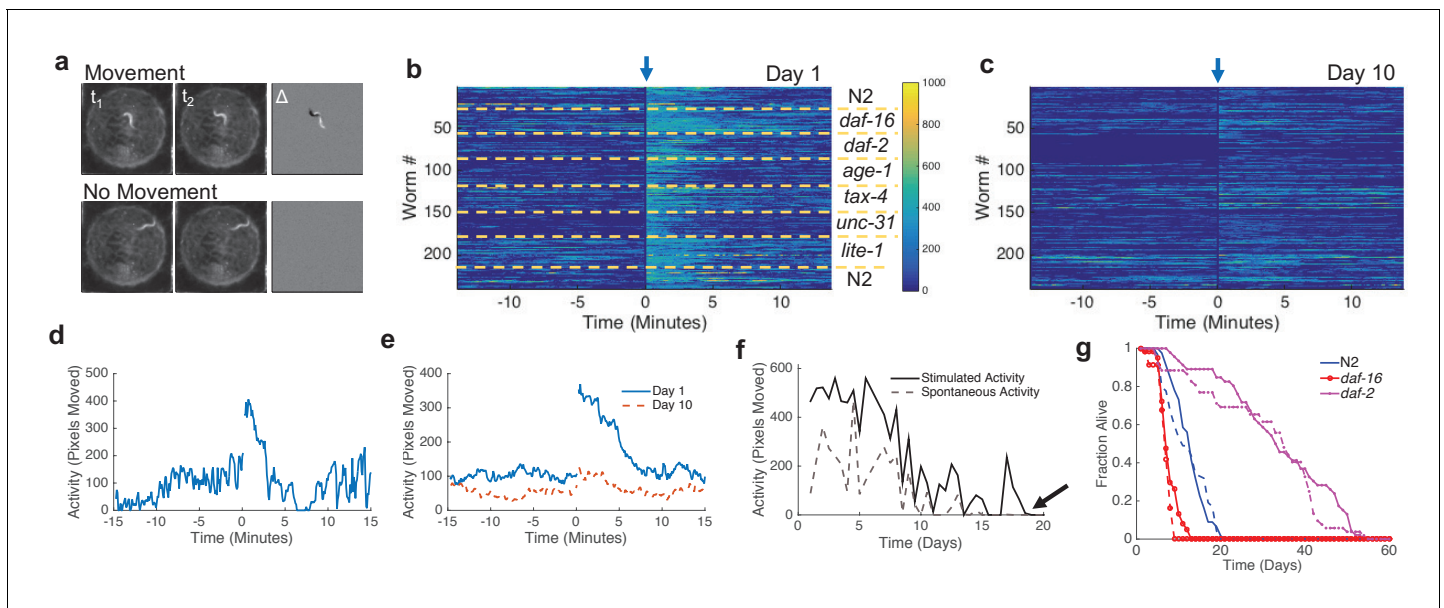 a
Movement
t1
t2
Δ
No Movement
b
Day 1
Worm #
50
100
150
200
-10
-5
0
5
10
Time (Minutes)
1000
800
600
400
200
0
N2
daf-16
daf-2
age-1
tax-4
unc-31
lite-1
N2
c
Day 10
Worm #
50
100
150
200
-10
-5
0
5
10
Time (Minutes)
d
Activity (Pixels Moved)
500
400
300
200
100
0
-15
-10
-5
0
5
10
15
Time (Minutes)
e
Activity (Pixels Moved)
400
300
200
100
0
-15
-10
-5
0
5
10
15
Time (Minutes)
Day 1
Day 10
f
Activity (Pixels Moved)
600
400
200
0
0
5
10
15
20
Time (Days)
Stimulated Activity
Spontaneous Activity
g
Fraction Alive
1
0.8
0.6
0.4
0.2
0
0
20
40
60
Time (Days)
N2
daf-16
daf-2